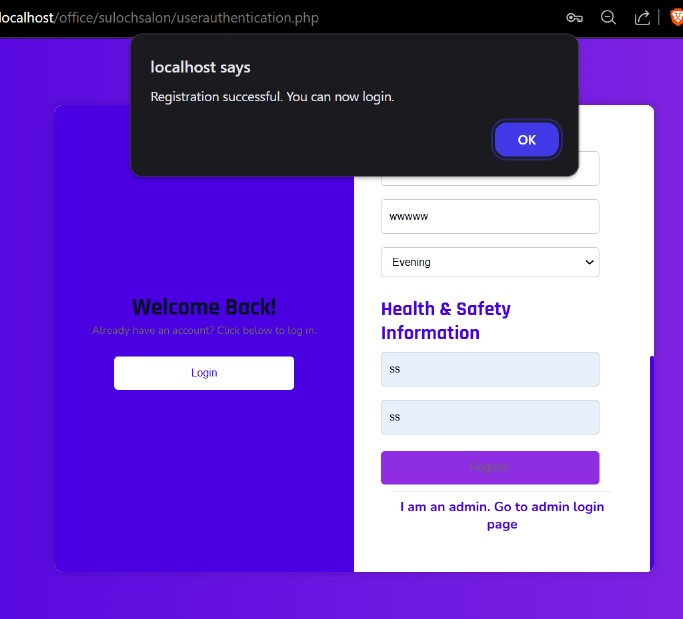 localhost/office/sulochsalon/userauthentication.php
localhost says
Registration successful. You can now login.
OK
wwwww
Evening
Welcome Back!
Already have an account? Click below to log in.
Login
Health & Safety
Information
ss
ss
Register
I am an admin. Go to admin login
page